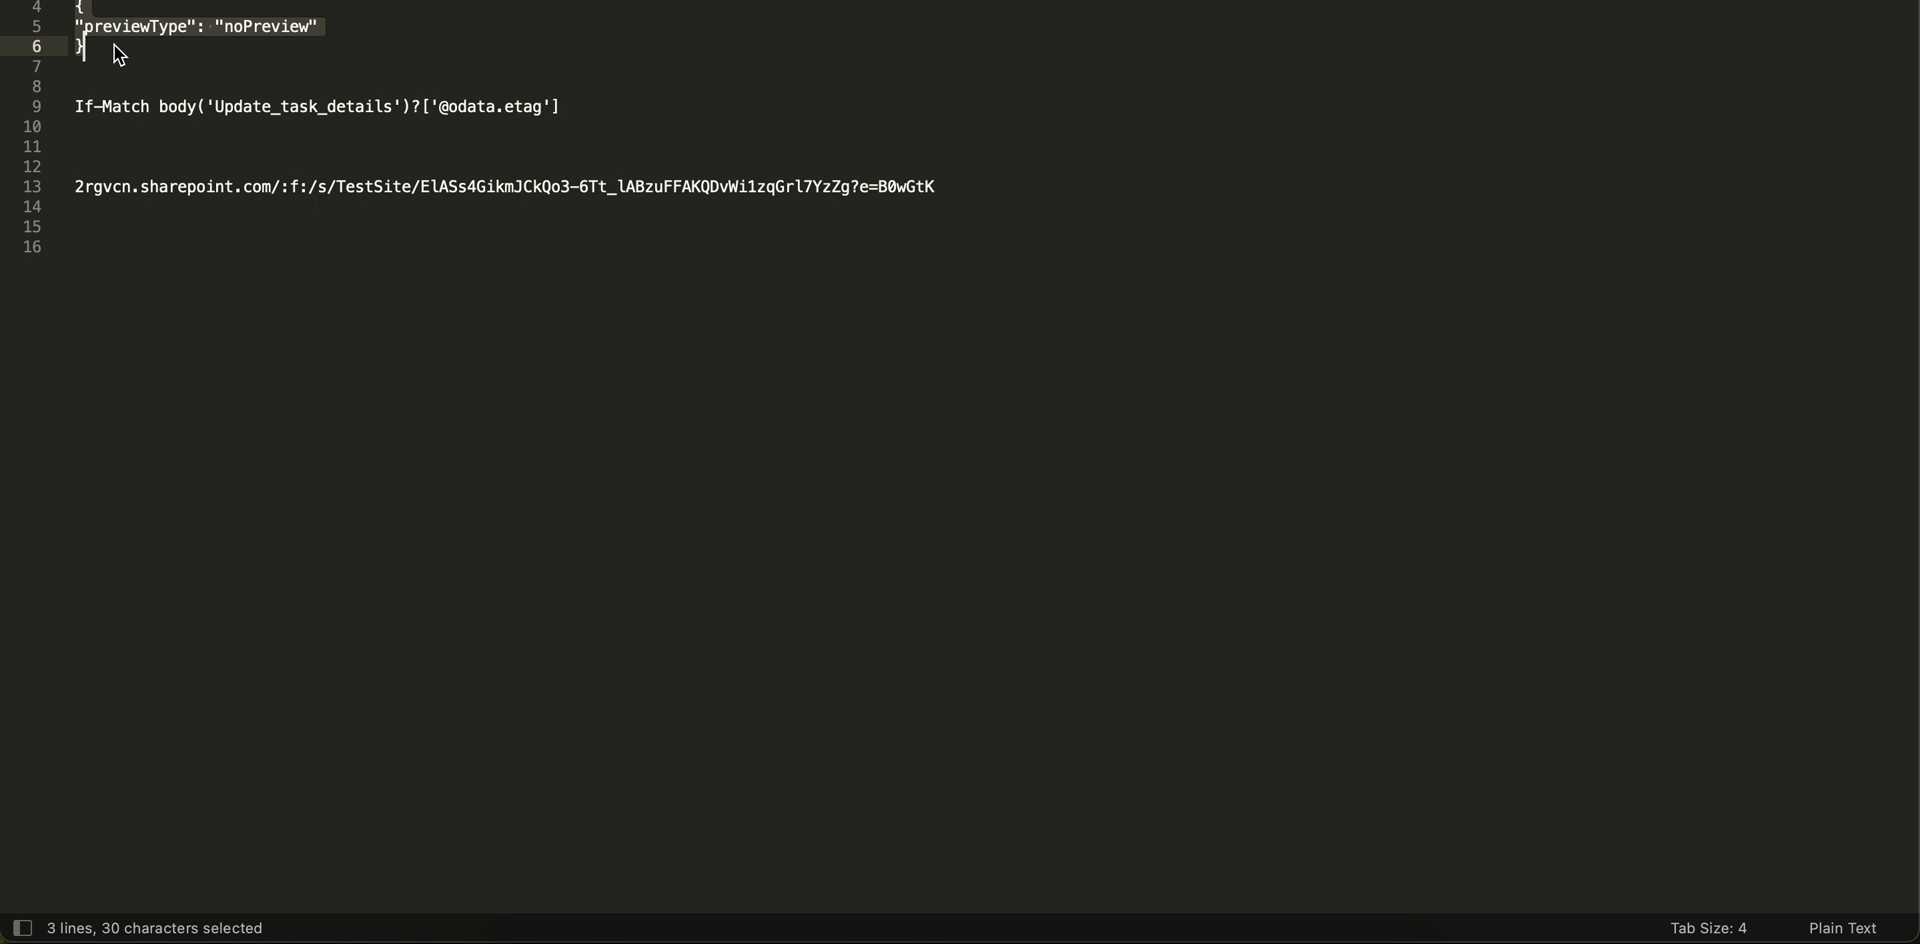 4 {
5 "previewType": "noPreview"
6 }
7
8
9 If-Match body('Update_task_details')?['@odata.etag']
10
11
12
13 2rgvcn.sharepoint.com/:f:/s/TestSite/ElASs4GikmJCkQo3-6Tt_lABzuFFAKQDvWi1zqGrl7YzZg?e=B0wGtK
14
15
16
3 lines, 30 characters selected Tab Size: 4 Plain Text